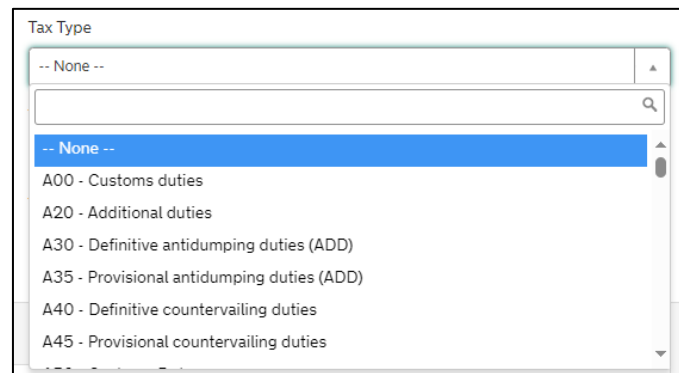 Tax Type
-- None --
-- None --
A00 - Customs duties
A20 - Additional duties
A30 - Definitive antidumping duties (ADD)
A35 - Provisional antidumping duties (ADD)
A40 - Definitive countervailing duties
A45 - Provisional countervailing duties